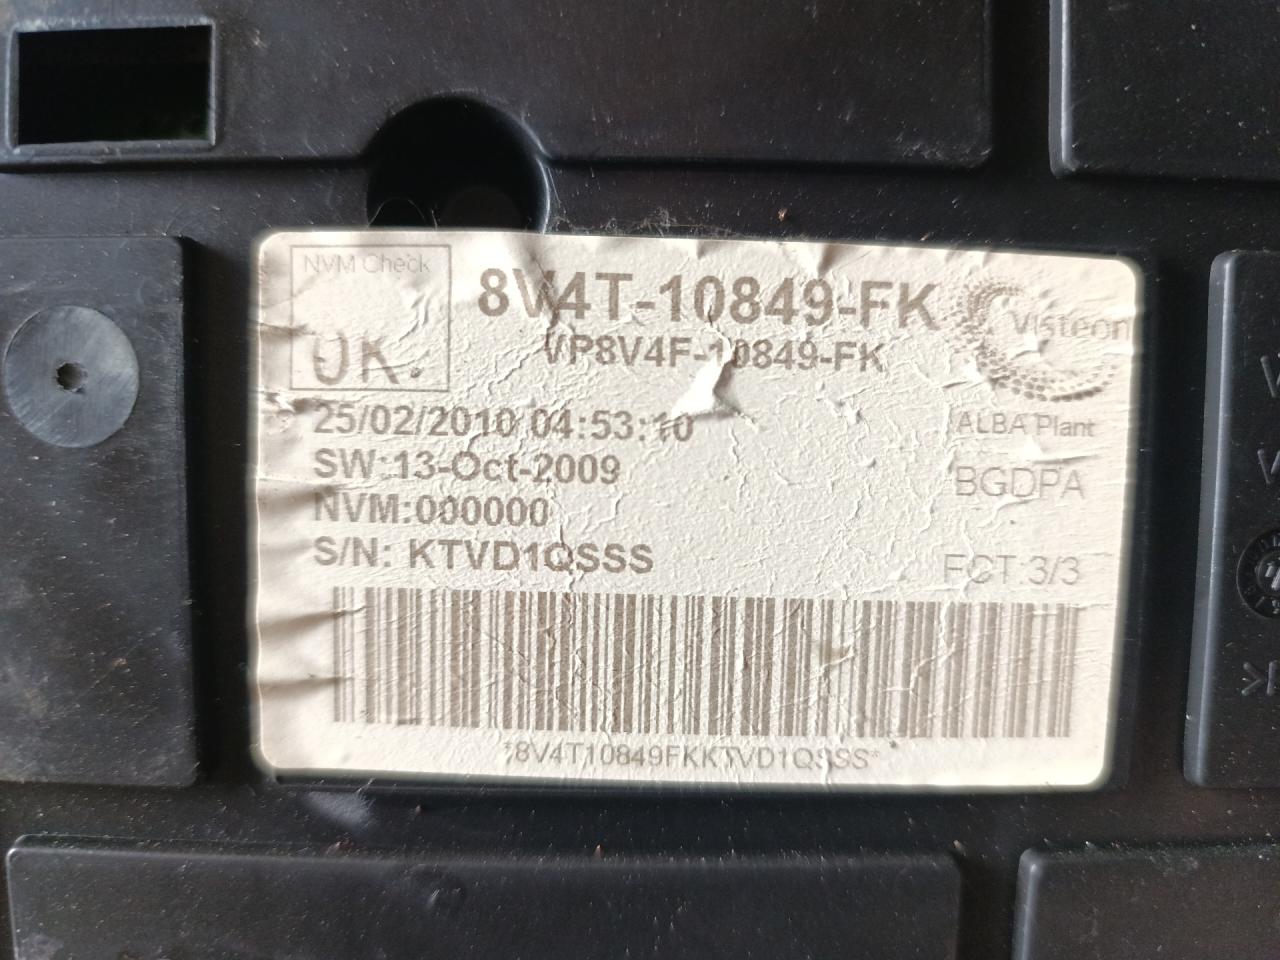 NVM Check
OK.
8V4T-10849-FK
VP8V4F-10849-FK
Visteon
25/02/2010 04:53:10
ALBA Plant
SW:13-Oct-2009
BGDPA
NVM:000000
S/N: KTVD1QSSS
FCT:3/3
*8V4T10849FKKTVD1QSSS*